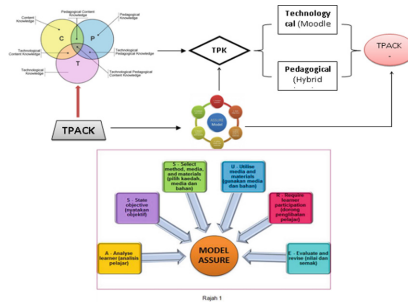 Pedagogical Content
Knowledge
Content
Knowledge
Pedagogical
Knowledge
C
P
T
Technological
Content Knowledge
Technological Pedagogical
Knowledge
Technological
Knowledge
Technological Pedagogical Content
Knowledge
TPK
Technology
cal (Moodle
Pedagogical
(Hybrid
TPACK
-
TPACK
S - Select
method, media,
and materials
(pilih kaedah,
media dan
bahan)
U - Utilise
media and
materials
(gunakan media
dan bahan)
S - State
objective
(nyatakan
objektif)
R - Require
learner
participation
(dorong
penglibatan
pelajar)
A - Analyse
learner (analisis
pelajar)
MODEL
ASSURE
E - Evaluate and
revise (nilai dan
semak)
Rajah 1